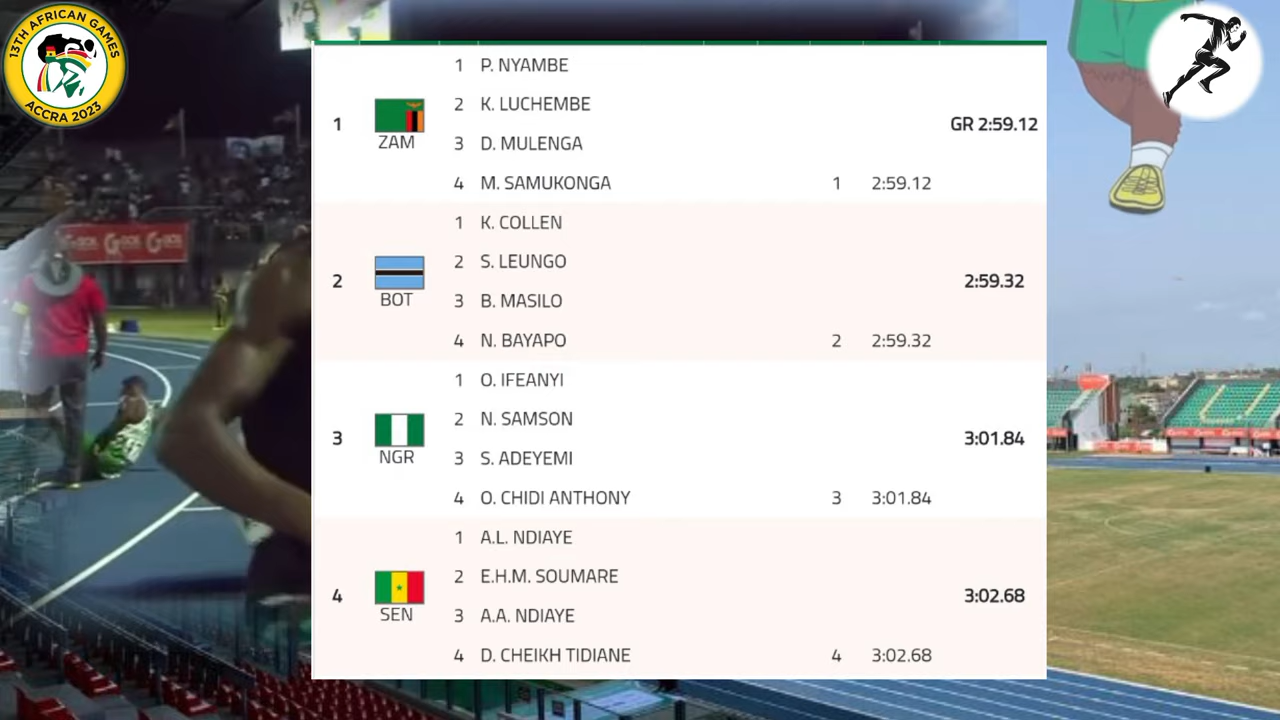 13TH AFRICAN GAMES
ACCRA 2023
1 P. NYAMBE
2 K. LUCHEMBE
1 ZAM GR 2:59.12
3 D. MULENGA
4 M. SAMUKONGA 1 2:59.12
1 K. COLLEN
2 S. LEUNGO
2 BOT 2:59.32
3 B. MASILO
4 N. BAYAPO 2 2:59.32
1 O. IFEANYI
2 N. SAMSON
3 NGR 3:01.84
3 S. ADEYEMI
4 O. CHIDI ANTHONY 3 3:01.84
1 A.L. NDIAYE
2 E.H.M. SOUMARE
4 SEN 3:02.68
3 A.A. NDIAYE
4 D. CHEIKH TIDIANE 4 3:02.68